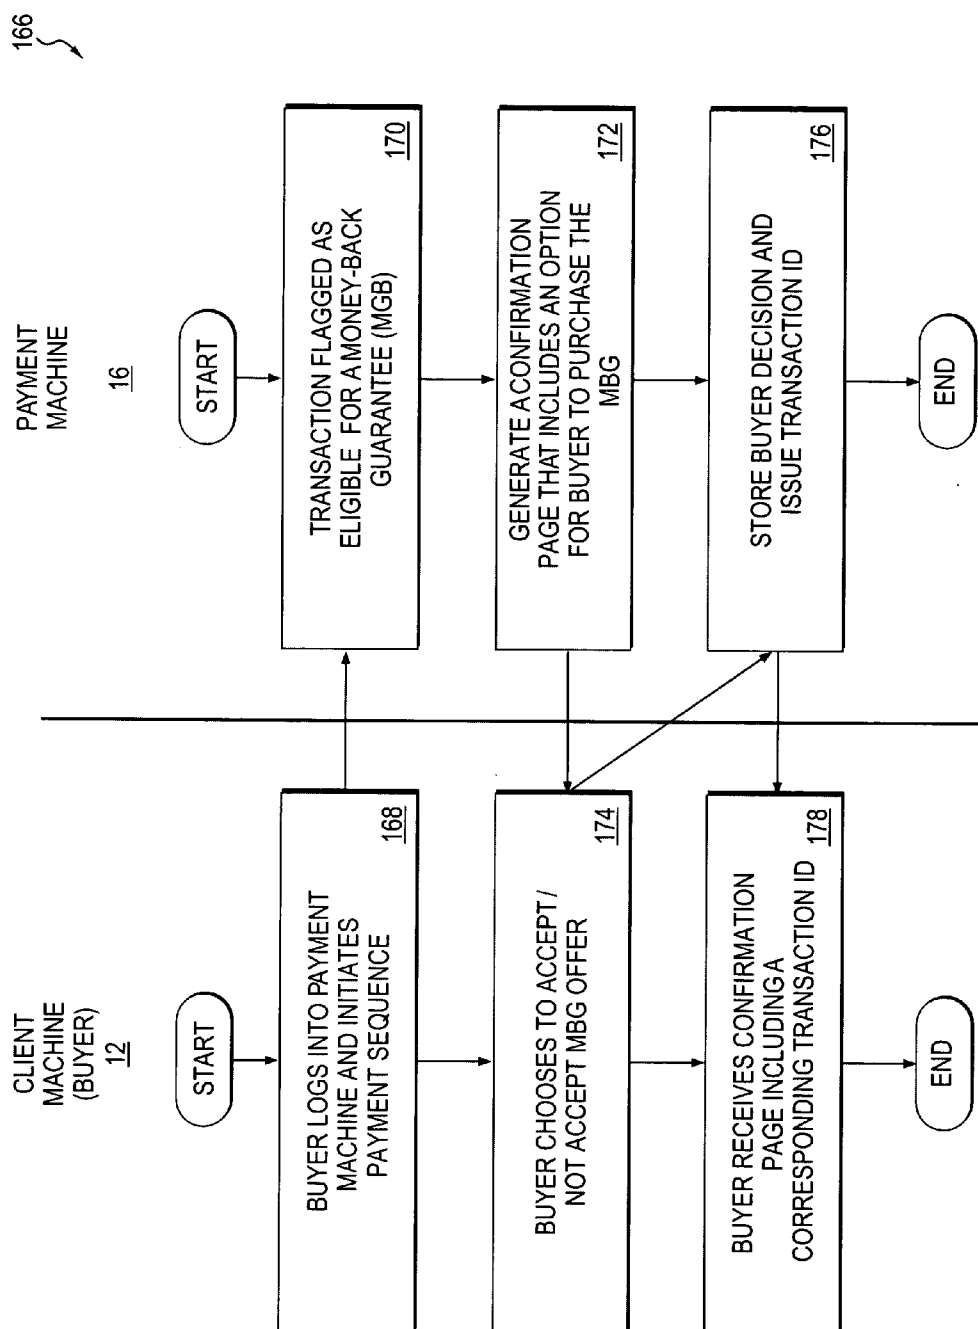 166
CLIENT
MACHINE
(BUYER)
12
START
BUYER LOGS INTO PAYMENT
MACHINE AND INITIATES
PAYMENT SEQUENCE
168
BUYER CHOOSES TO ACCEPT/
NOT ACCEPT MBG OFFER
174
BUYER RECEIVES CONFIRMATION
PAGE INCLUDING A
CORRESPONDING TRANSACTION ID
178
END
PAYMENT
MACHINE
16
START
TRANSACTION FLAGGED AS
ELIGIBLE FOR A MONEY-BACK
GUARANTEE (MGB)
170
GENERATE ACONFIRMATION
PAGE THAT INCLUDES AN OPTION
FOR BUYER TO PURCHASE THE
MBG
172
STORE BUYER DECISION AND
ISSUE TRANSACTION ID
176
END